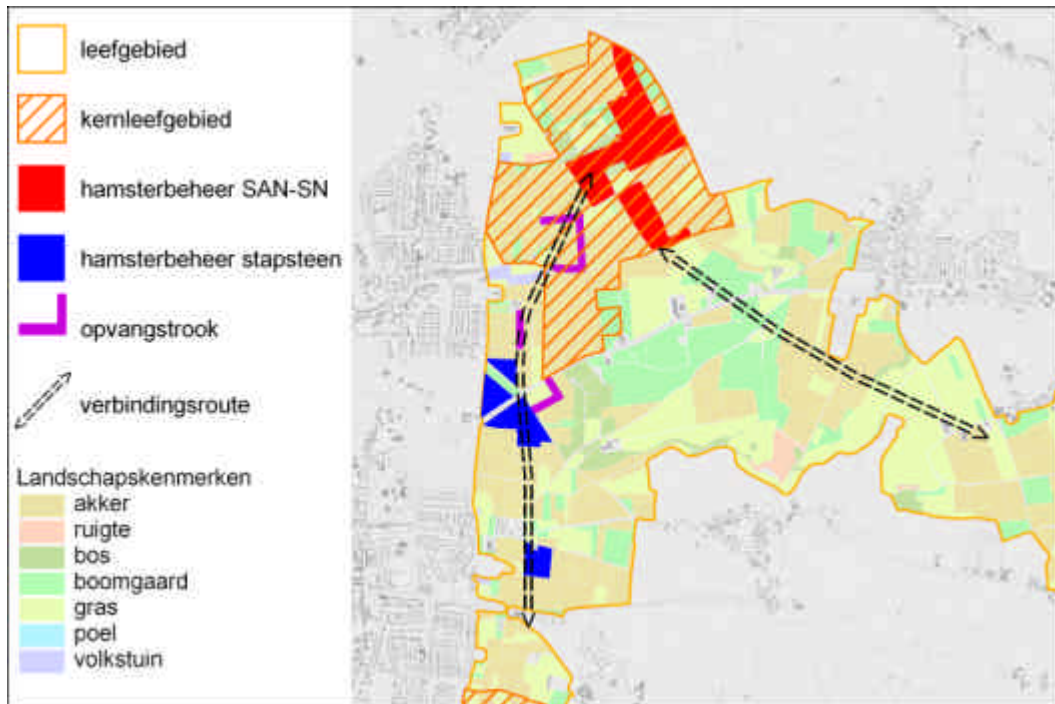 leefgebied
kernleefgebied
hamsterbeheer SAN-SN
hamsterbeheer stapsteen
opvangstrook
verbindingsroute
Landschapskenmerken
akker
ruigte
bos
boomgaard
gras
poel
volkstuin